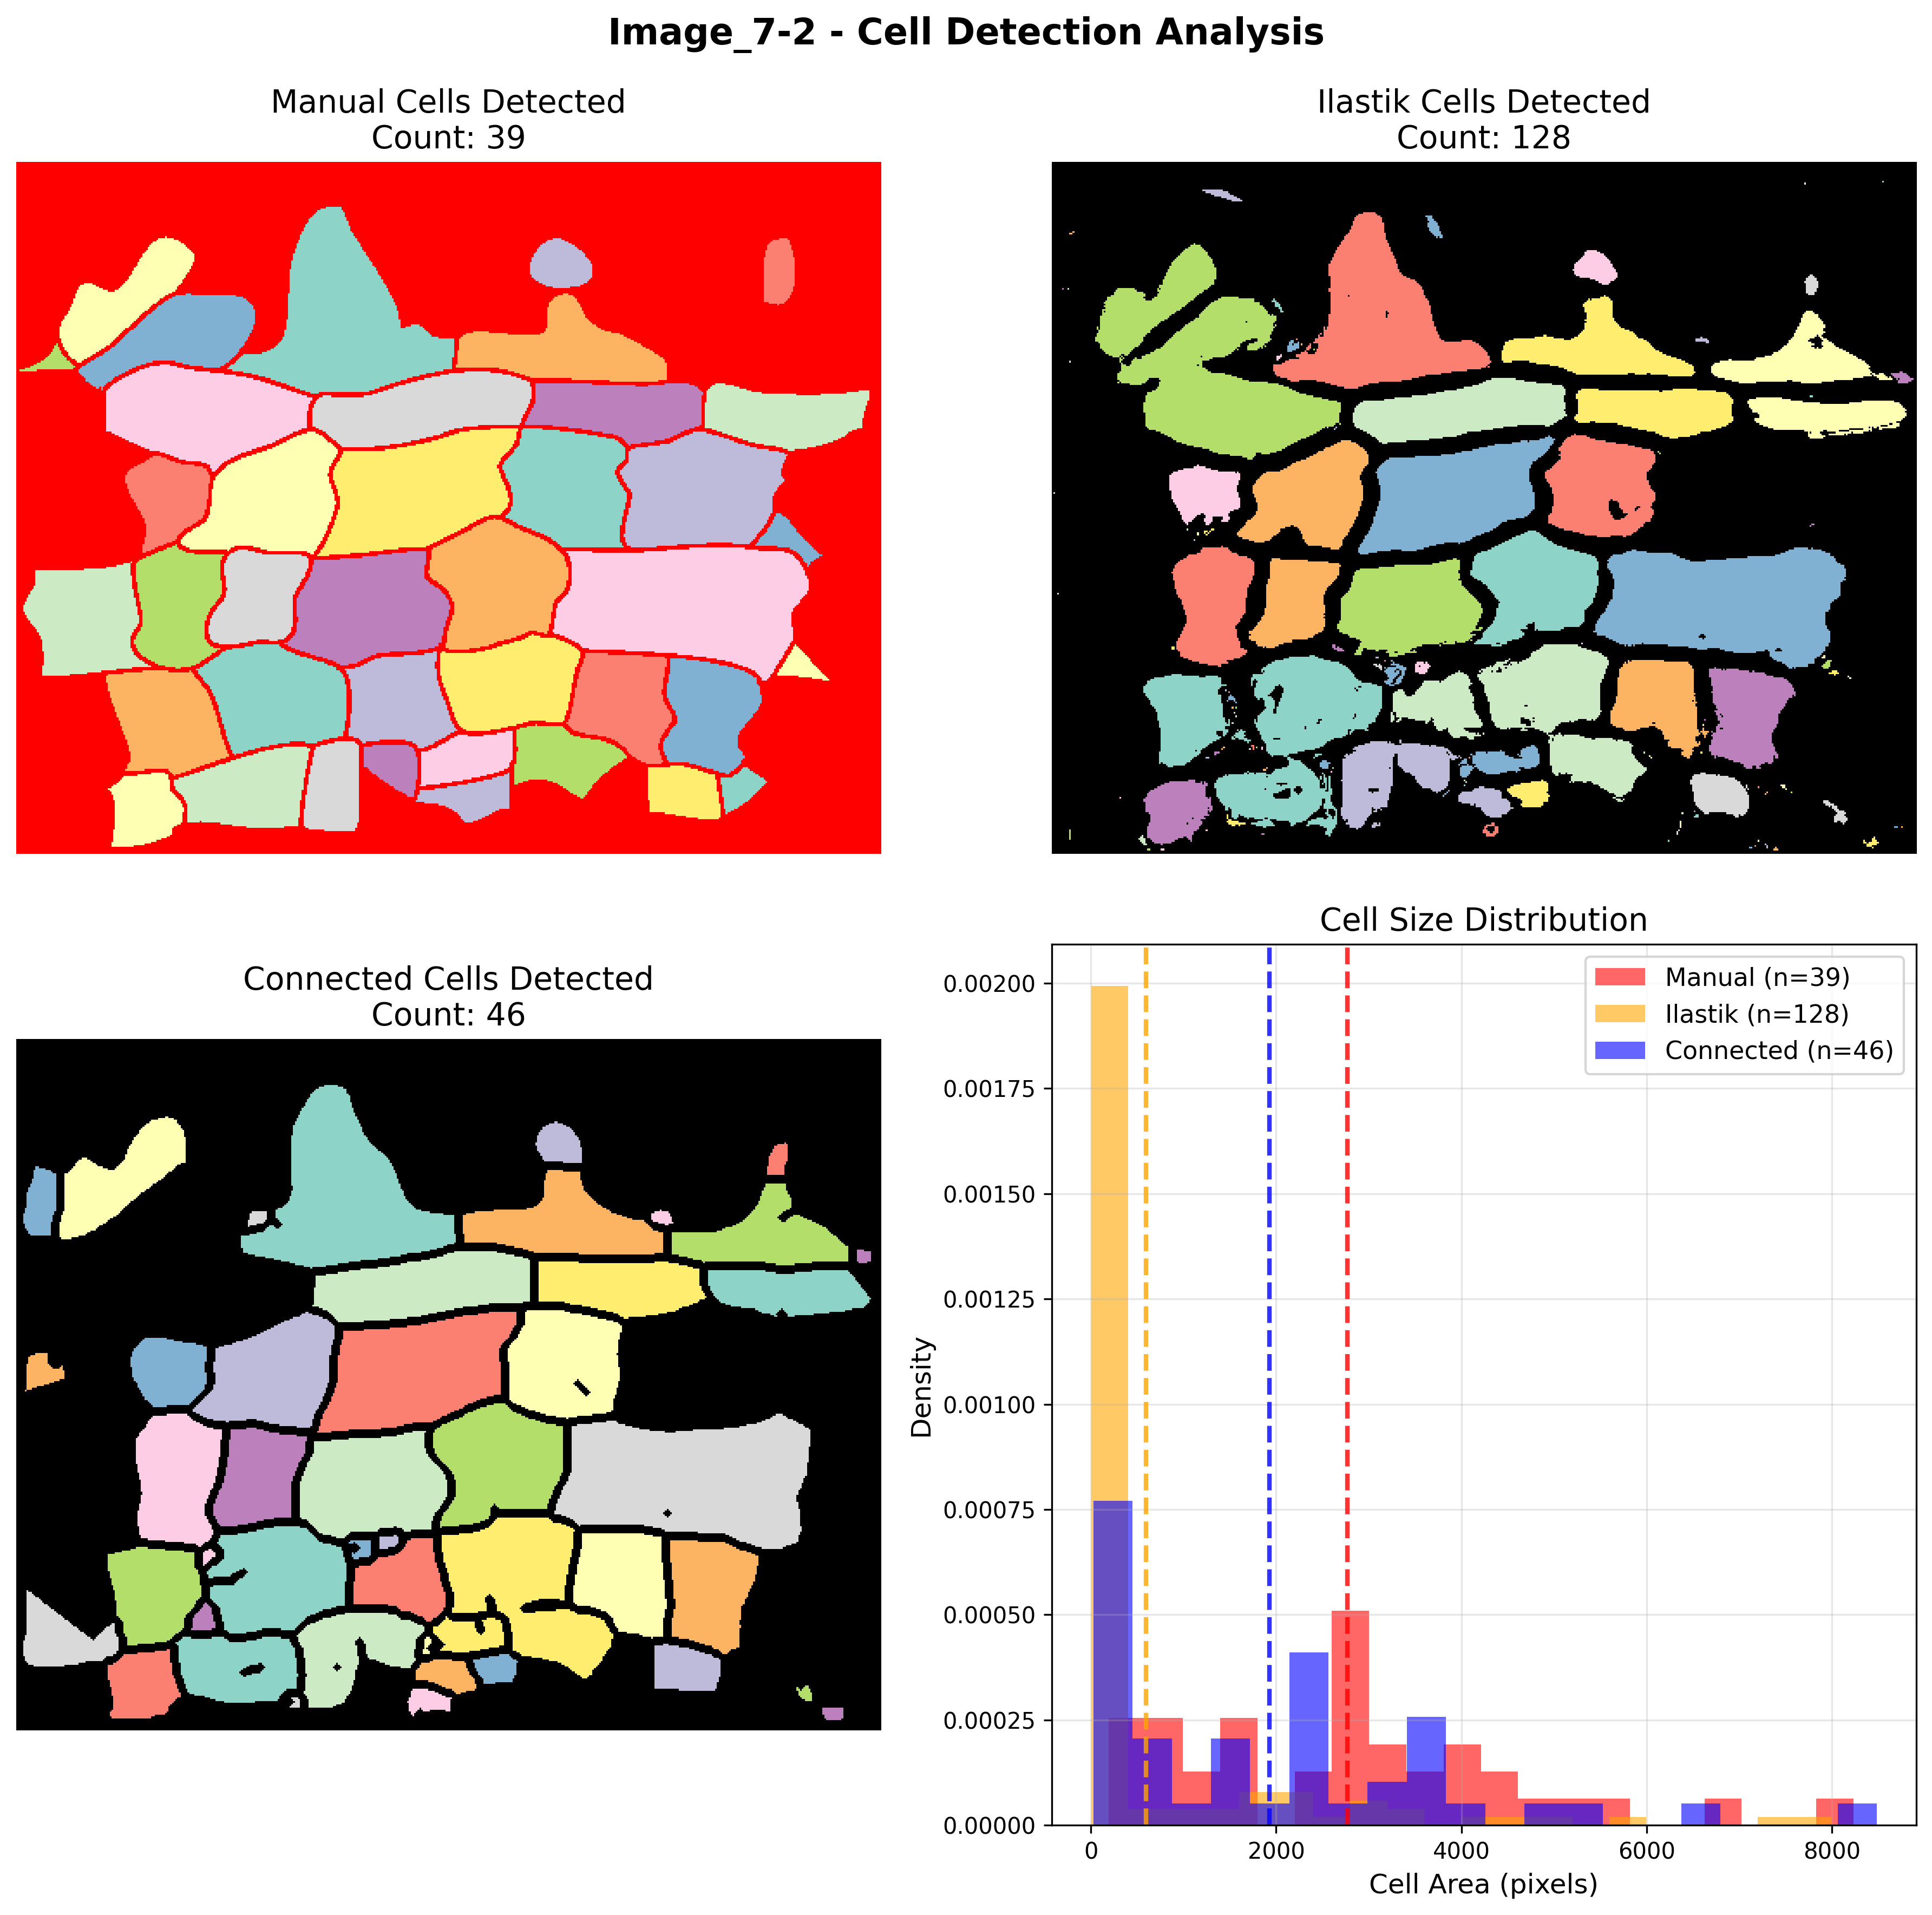 Image_7-2 - Cell Detection Analysis
Manual Cells Detected
Count: 39
Ilastik Cells Detected
Count: 128
Connected Cells Detected
Count: 46
Cell Size Distribution
Manual (n=39)
Ilastik (n=128)
Connected (n=46)
0.00200
0.00175
0.00150
0.00125
0.00100
0.00075
0.00050
0.00025
0.00000
Density
0
2000
4000
6000
8000
Cell Area (pixels)